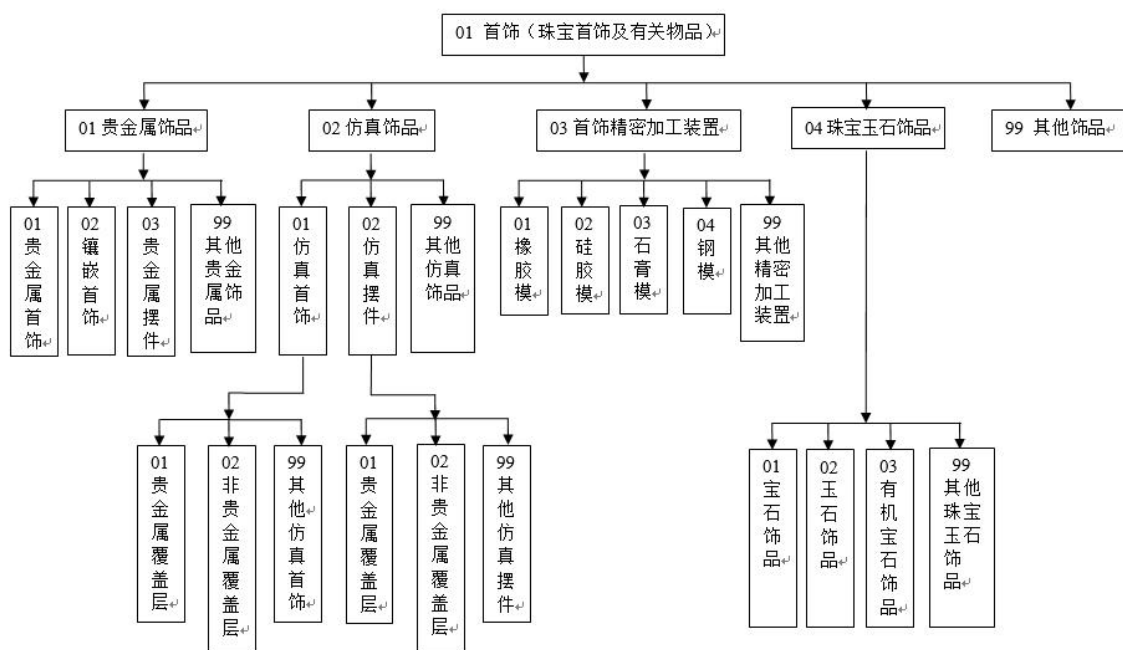 01 首饰（珠宝首饰及有关物品）
01 贵金属饰品
02 仿真饰品
03 首饰精密加工装置
04 珠宝玉石饰品
99 其他饰品
01 贵金属首饰
02 镶嵌首饰
03 贵金属摆件
99 其他贵金属饰品
01 仿真首饰
02 仿真摆件
99 其他仿真饰品
01 橡胶模
02 硅胶模
03 石膏模
04 钢模
99 其他精密加工装置
01 贵金属覆盖层
02 非贵金属覆盖层
99 其他仿真首饰
01 贵金属覆盖层
02 非贵金属覆盖层
99 其他仿真摆件
01 宝石饰品
02 玉石饰品
03 有机宝石饰品
99 其他珠宝玉石饰品